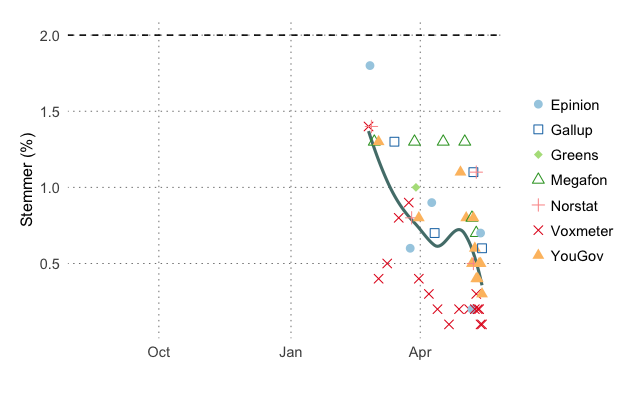 2.0
1.5
1.0
0.5
Stemmer (%)
Oct
Jan
Apr
Epinion
Gallup
Greens
Megafon
Norstat
Voxmeter
YouGov